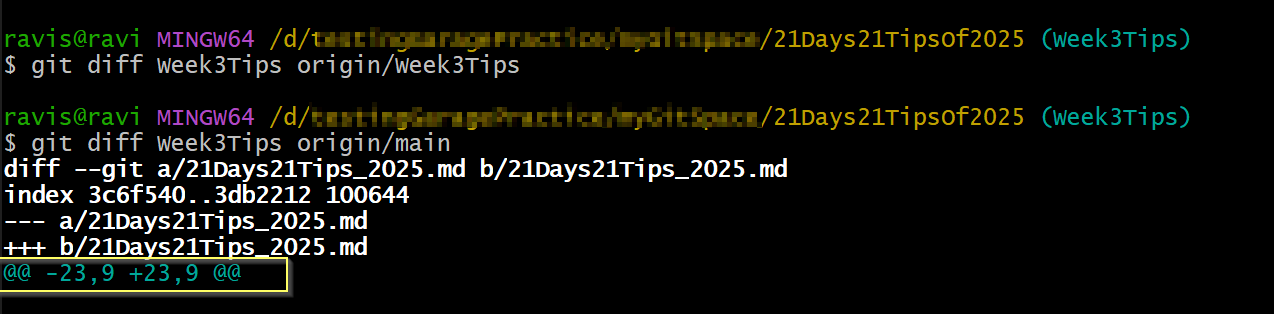 ravis@ravi MINGW64 /d/ /21Days21TipsOf2025 (Week3Tips)
$ git diff Week3Tips origin/Week3Tips
ravis@ravi MINGW64 /d/ /21Days21TipsOf2025 (Week3Tips)
$ git diff Week3Tips origin/main
diff --git a/21Days21Tips_2025.md b/21Days21Tips_2025.md
index 3c6f540..3db2212 100644
--- a/21Days21Tips_2025.md
+++ b/21Days21Tips_2025.md
@@ -23,9 +23,9 @@